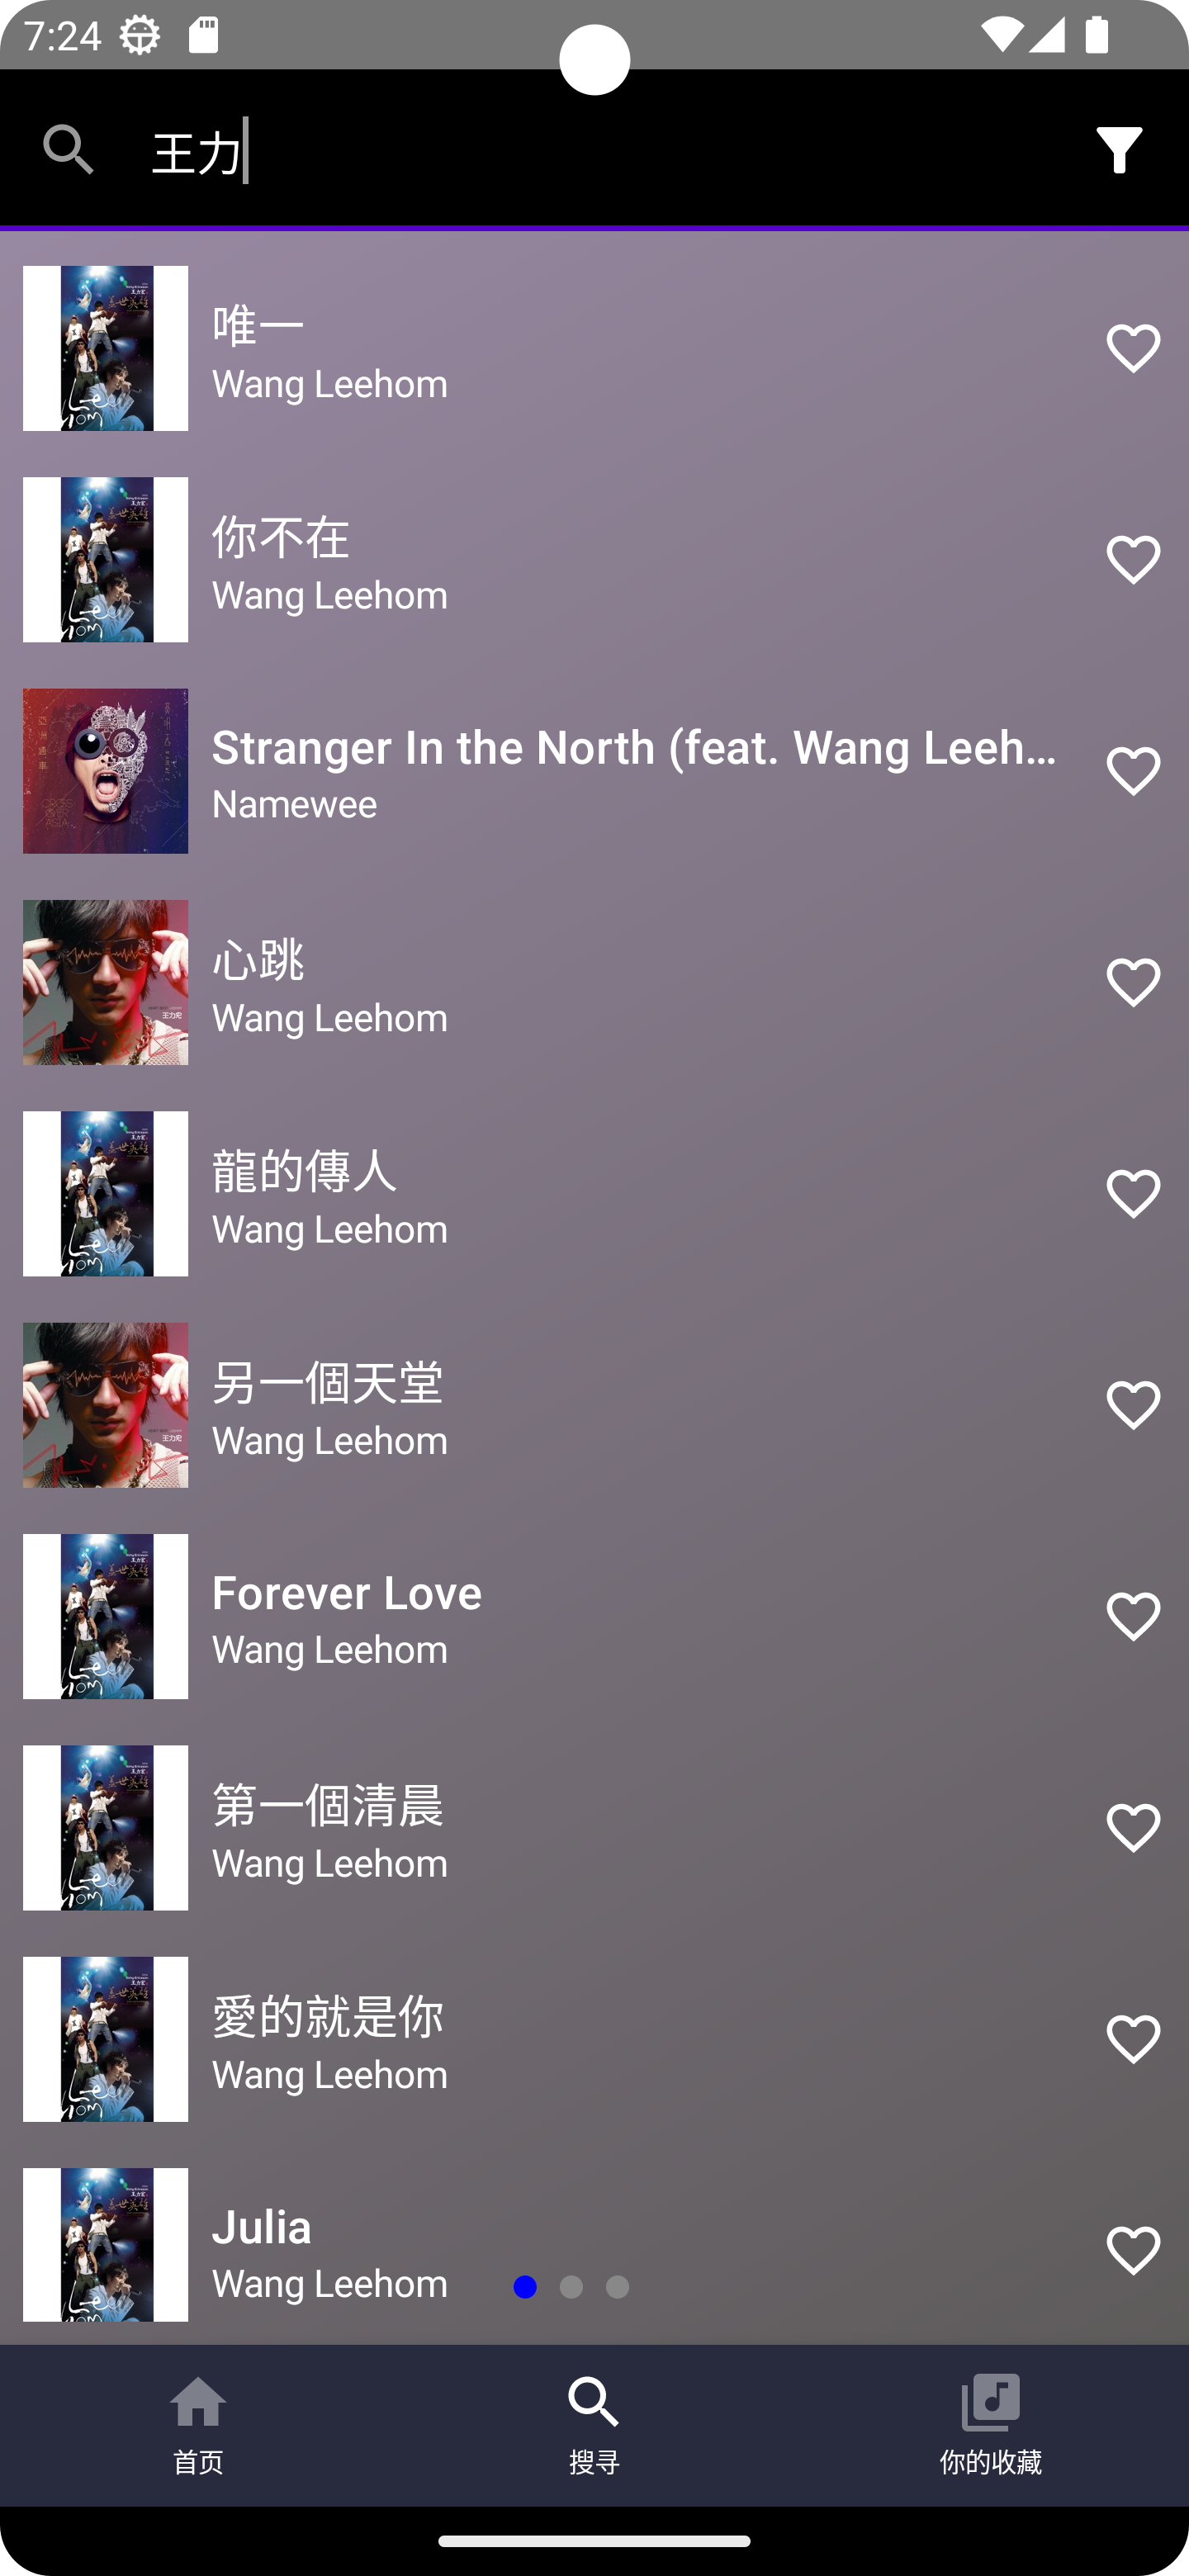 7:24
王力
唯一
Wang Leehom
你不在
Wang Leehom
Stranger In the North (feat. Wang Leeh...
Namewee
心跳
Wang Leehom
龍的傳人
Wang Leehom
另一個天堂
Wang Leehom
Forever Love
Wang Leehom
第一個清晨
Wang Leehom
愛的就是你
Wang Leehom
Julia
Wang Leehom
首页
搜寻
你的收藏